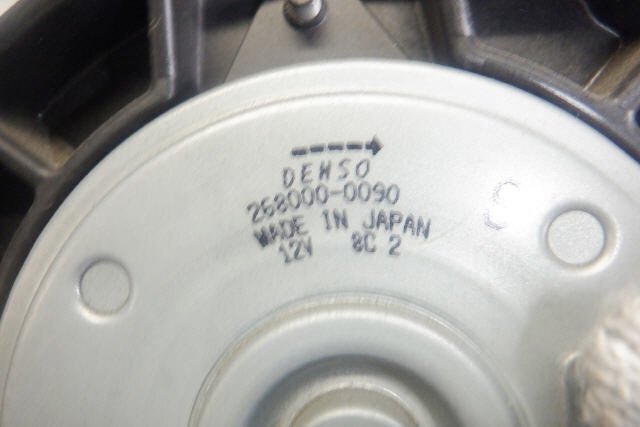 DENSO
268000-0090
MADE IN JAPAN
12V 8C 2
S